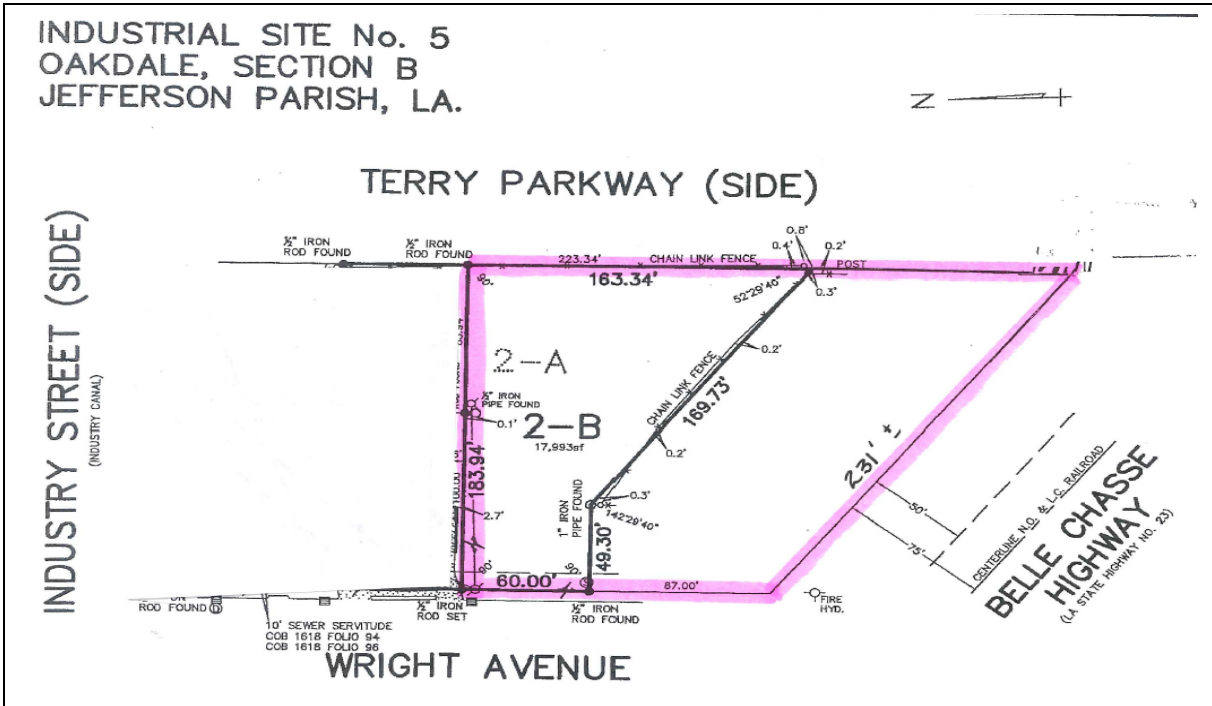 INDUSTRIAL SITE No. 5
OAKDALE, SECTION B
JEFFERSON PARISH, LA.
Z
TERRY PARKWAY (SIDE)
INDUSTRY STREET (SIDE)
(INDUSTRY CANAL)
½" IRON
ROD FOUND
½" IRON
ROD FOUND
223.34'
CHAIN LINK FENCE
163.34'
0.4'
0.8'
0.2'
POST
0.3'
90°
52°29'40"
0.2'
CHAIN LINK FENCE
169.73'
0.2'
2-A
½" IRON
PIPE FOUND
0.1'
2-B
17,993sf
183.94'
2.7'
1" IRON
PIPE FOUND
0.3'
142°29'40"
49.30'
90°
60.00'
90°
87.00'
231' ±
50'
75'
CENTERLINE N.O. & L.C. RAILROAD
BELLE CHASSE
HIGHWAY
(LA STATE HIGHWAY NO. 23)
FIRE
HYD.
ROD FOUND
½" IRON
ROD SET
½" IRON
ROD FOUND
10' SEWER SERVITUDE
COB 1618 FOLIO 94
COB 1618 FOLIO 96
WRIGHT AVENUE